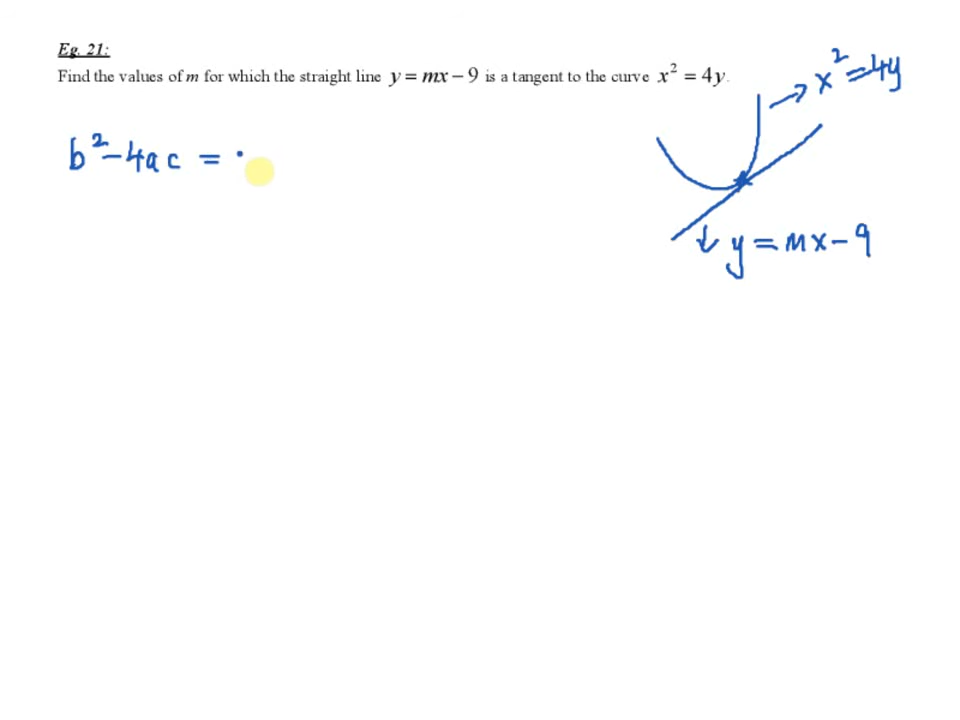 Eg. 21:
Find the values of m for which the straight line y = mx − 9 is a tangent to the curve x² = 4y.
x² = 4y
b² − 4ac =
y = mx − 9